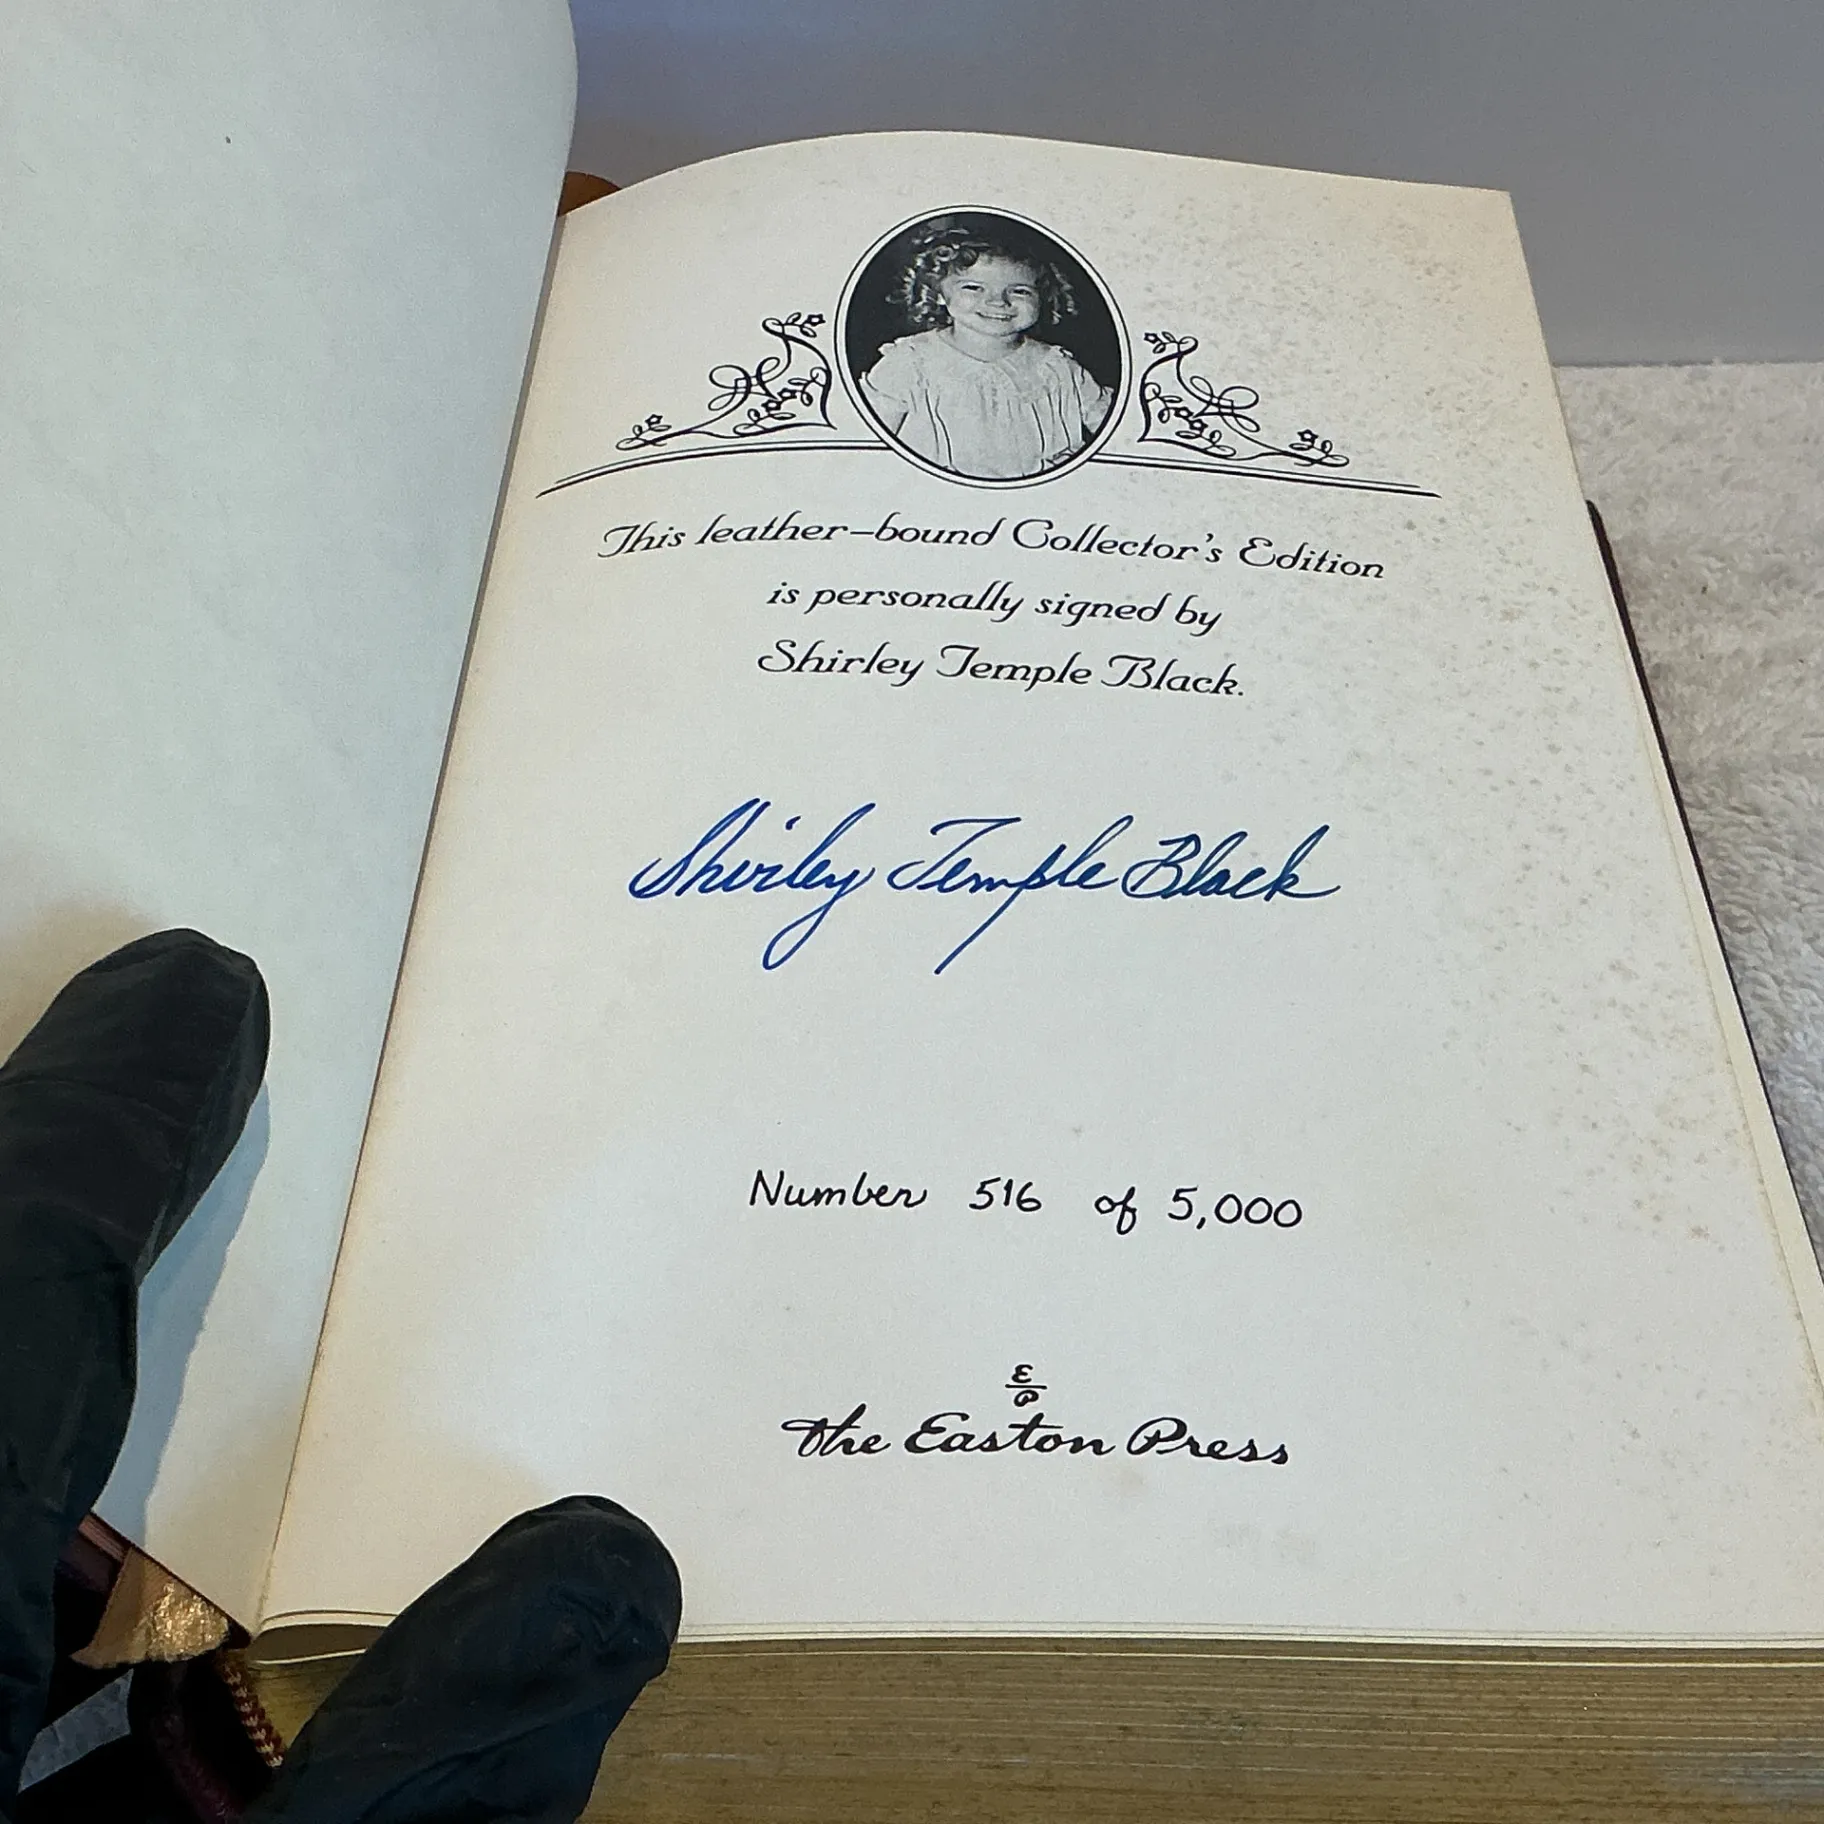 This leather-bound Collector's Edition
is personally signed by
Shirley Temple Black.
Shirley Temple Black
Number 516 of 5,000
E
P
The Easton Press